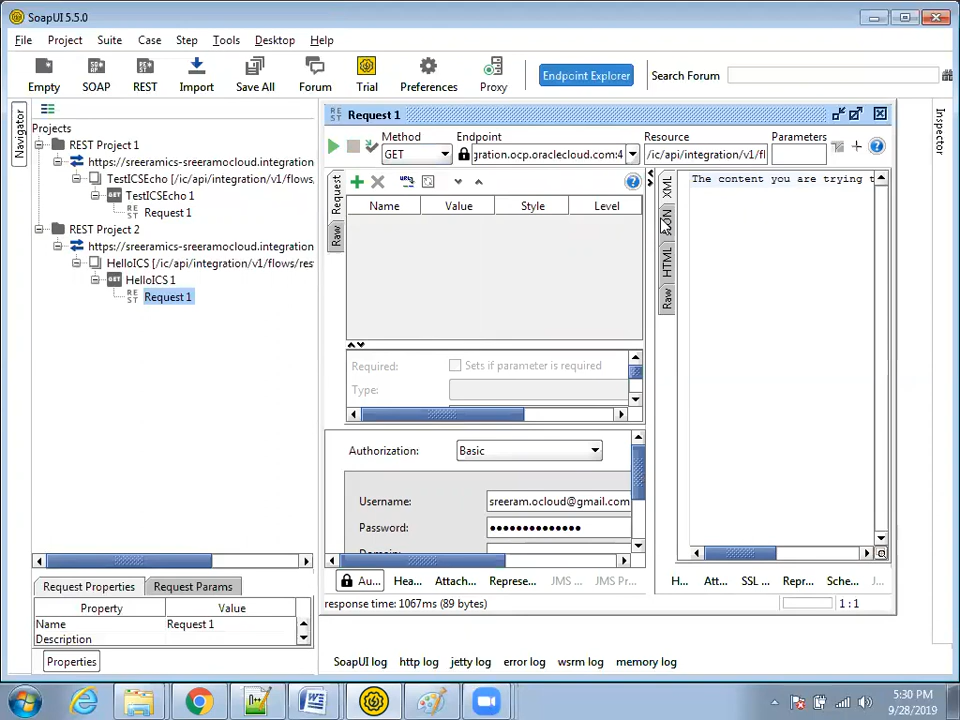 SoapUI 5.5.0
File Project Suite Case Step Tools Desktop Help
Empty SOAP REST Import Save All Forum Trial Preferences Proxy Endpoint Explorer Search Forum
Navigator
Projects
REST Project 1
https://sreeramics-sreeramocloud.integration
TestICSEcho [/ic/api/integration/v1/flows,
TestICSEcho 1
Request 1
REST Project 2
https://sreeramics-sreeramocloud.integration
HelloICS [/ic/api/integration/v1/flows/res
HelloICS 1
Request 1
Request Properties Request Params
Property Value
Name Request 1
Description
Properties
Request 1
Method Endpoint Resource Parameters
GET gration.ocp.oraclecloud.com:4 /ic/api/integration/v1/fl
Request
Raw
Name Value Style Level
Required: Sets if parameter is required
Type:
Authorization: Basic
Username: sreeram.ocloud@gmail.com
Password: ••••••••••••••
Au... Hea... Attach... Represe... JMS ... JMS Pr...
response time: 1067ms (89 bytes)
XML
JSON
HTML
Raw
The content you are trying t
H... Att... SSL ... Repr... Sche... J...
1:1
Inspector
SoapUI log http log jetty log error log wsrm log memory log
5:30 PM
9/28/2019